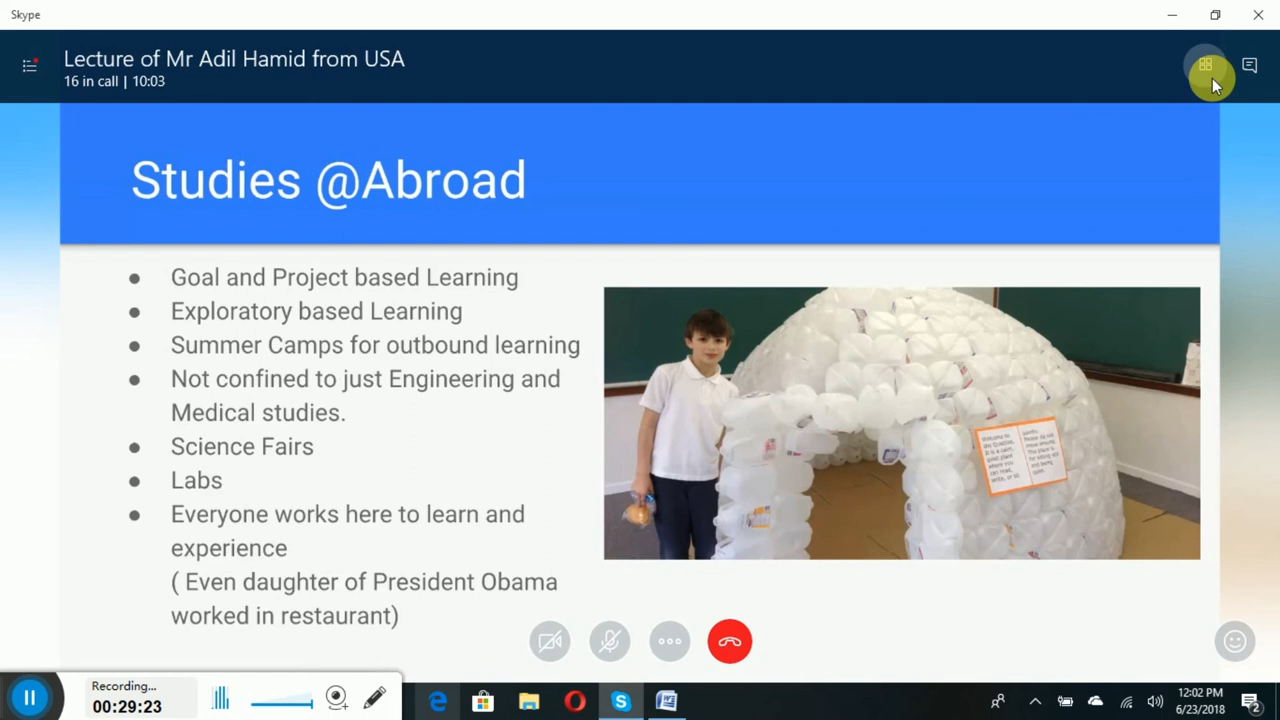 Skype
Lecture of Mr Adil Hamid from USA
16 in call | 10:03
Studies @Abroad
● Goal and Project based Learning
● Exploratory based Learning
● Summer Camps for outbound learning
● Not confined to just Engineering and
Medical studies.
● Science Fairs
● Labs
● Everyone works here to learn and
experience
( Even daughter of President Obama
worked in restaurant)
Recording...
00:29:23
12:02 PM
6/23/2018
2